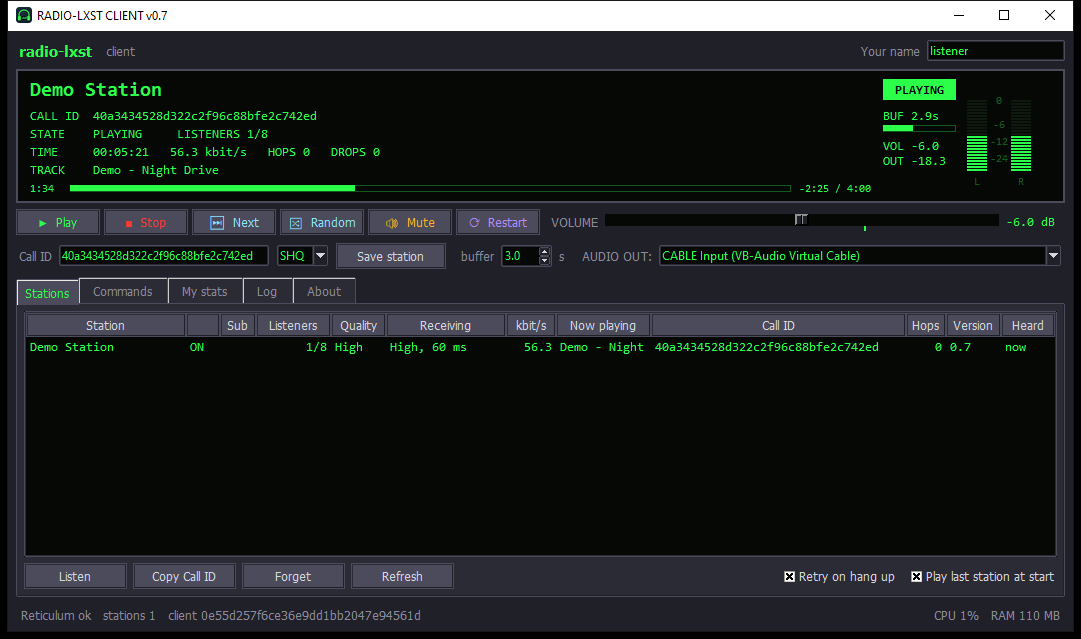 RADIO-LXST CLIENT v0.7
radio-lxst client Your name listener
Demo Station PLAYING
CALL ID 40a3434528d322c2f96c88bfe2c742ed BUF 2.9s
STATE PLAYING LISTENERS 1/8
TIME 00:05:21 56.3 kbit/s HOPS 0 DROPS 0 VOL -6.0
TRACK Demo - Night Drive OUT -18.3
0
-6
-12
-24
L R
1:34 -2:25 / 4:00
Play Stop Next Random Mute Restart VOLUME -6.0 dB
Call ID 40a3434528d322c2f96c88bfe2c742ed SHQ Save station buffer 3.0 s AUDIO OUT: CABLE Input (VB-Audio Virtual Cable)
Stations Commands My stats Log About
Station Sub Listeners Quality Receiving kbit/s Now playing Call ID Hops Version Heard
Demo Station ON 1/8 High High, 60 ms 56.3 Demo - Night 40a3434528d322c2f96c88bfe2c742ed 0 0.7 now
Listen Copy Call ID Forget Refresh Retry on hang up Play last station at start
Reticulum ok stations 1 client 0e55d257f6ce36e9dd1bb2047e94561d CPU 1% RAM 110 MB